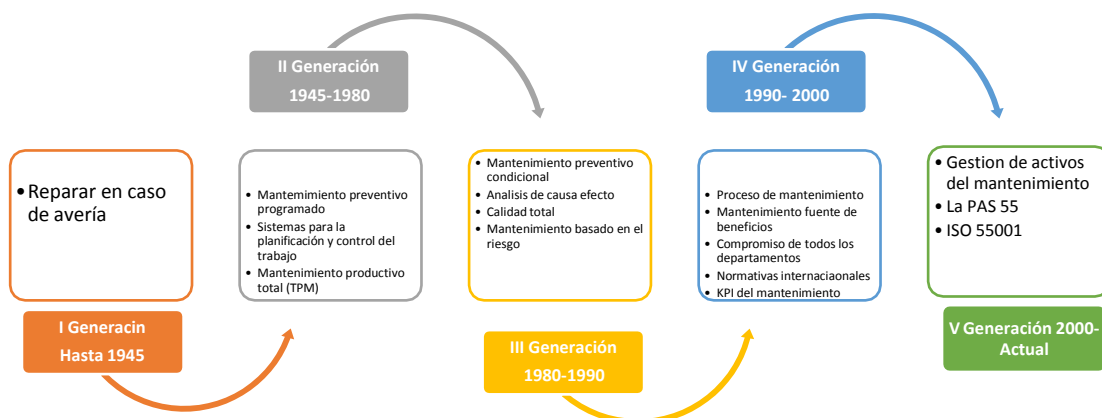 • Reparar en caso
de avería
I Generacin
Hasta 1945
II Generación
1945-1980
• Mantemimiento preventivo
programado
• Sistemas para la
planificación y control del
trabajo
• Mantenimiento productivo
total (TPM)
• Mantenimiento preventivo
condicional
• Analisis de causa efecto
• Calidad total
• Mantenimiento basado en el
riesgo
III Generación
1980-1990
IV Generación
1990- 2000
• Proceso de mantenimiento
• Mantenimiento fuente de
beneficios
• Compromiso de todos los
departamentos
• Normativas internaciaonales
• KPI del mantenimiento
• Gestion de activos
del mantenimiento
• La PAS 55
• ISO 55001
V Generación 2000-
Actual